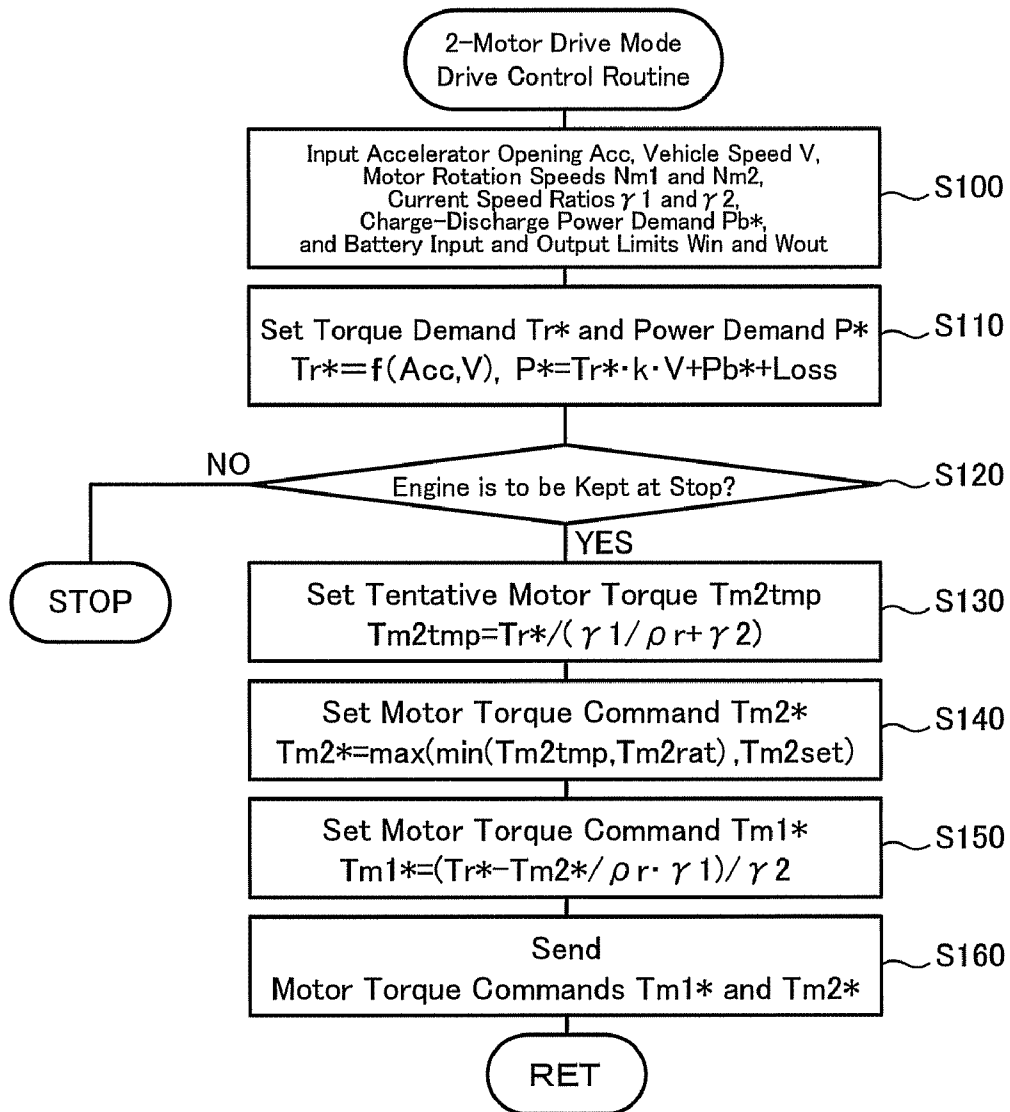 2-Motor Drive Mode
Drive Control Routine
Input Accelerator Opening Acc, Vehicle Speed V,
Motor Rotation Speeds Nm1 and Nm2,
Current Speed Ratios γ1 and γ2,
Charge-Discharge Power Demand Pb*,
and Battery Input and Output Limits Win and Wout
S100
Set Torque Demand Tr* and Power Demand P*
Tr*=f(Acc,V), P*=Tr*·k·V+Pb*+Loss
S110
Engine is to be Kept at Stop?
S120
NO
YES
STOP
Set Tentative Motor Torque Tm2tmp
Tm2tmp=Tr*/(γ1/ρr+γ2)
S130
Set Motor Torque Command Tm2*
Tm2*=max(min(Tm2tmp,Tm2rat),Tm2set)
S140
Set Motor Torque Command Tm1*
Tm1*=(Tr*-Tm2*/ρr·γ1)/γ2
S150
Send
Motor Torque Commands Tm1* and Tm2*
S160
RET